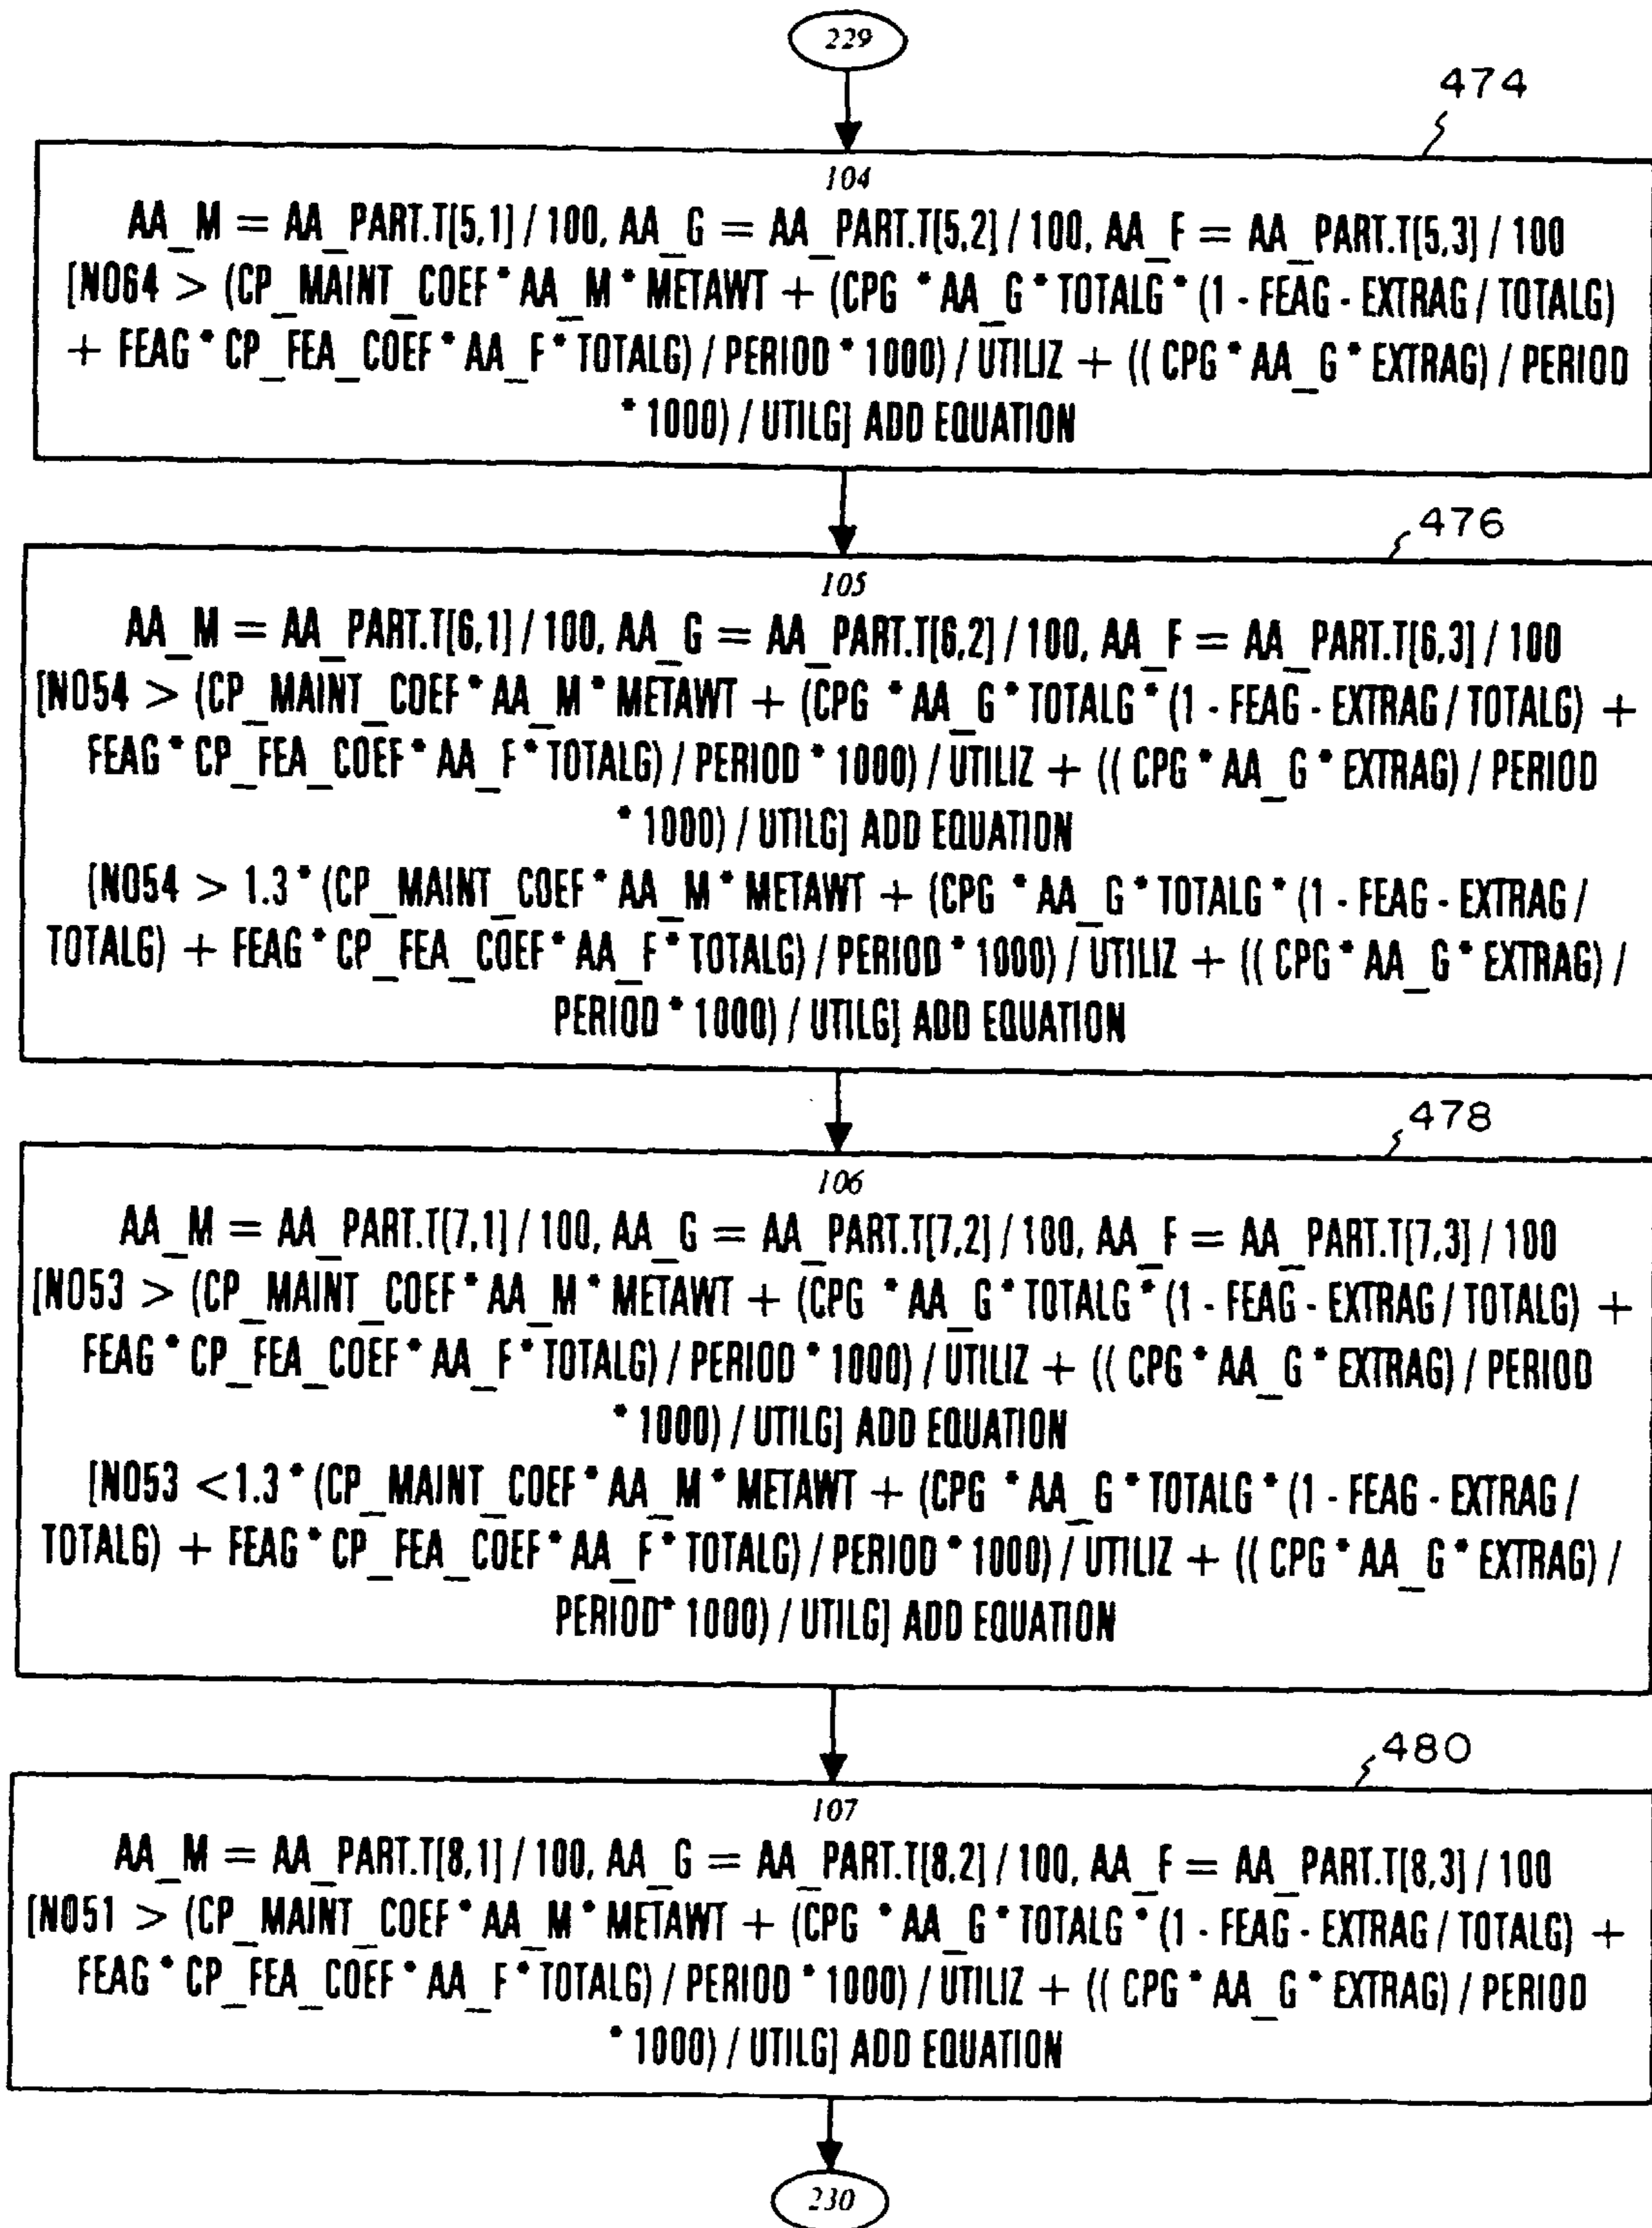 229
474
104
AA_M = AA_PART.T[5,1] / 100, AA_G = AA_PART.T[5,2] / 100, AA_F = AA_PART.T[5,3] / 100
[N064 > (CP_MAINT_COEF * AA_M * METAWT + (CPG * AA_G * TOTALG * (1 - FEAG - EXTRAG / TOTALG)
+ FEAG * CP_FEA_COEF * AA_F * TOTALG) / PERIOD * 1000) / UTILIZ + (( CPG * AA_G * EXTRAG) / PERIOD
* 1000) / UTILG] ADD EQUATION
476
105
AA_M = AA_PART.T[6,1] / 100, AA_G = AA_PART.T[6,2] / 100, AA_F = AA_PART.T[6,3] / 100
[N054 > (CP_MAINT_COEF * AA_M * METAWT + (CPG * AA_G * TOTALG * (1 - FEAG - EXTRAG / TOTALG) +
FEAG * CP_FEA_COEF * AA_F * TOTALG) / PERIOD * 1000) / UTILIZ + (( CPG * AA_G * EXTRAG) / PERIOD
* 1000) / UTILG] ADD EQUATION
[N054 > 1.3 * (CP_MAINT_COEF * AA_M * METAWT + (CPG * AA_G * TOTALG * (1 - FEAG - EXTRAG /
TOTALG) + FEAG * CP_FEA_COEF * AA_F * TOTALG) / PERIOD * 1000) / UTILIZ + (( CPG * AA_G * EXTRAG) /
PERIOD * 1000) / UTILG] ADD EQUATION
478
106
AA_M = AA_PART.T[7,1] / 100, AA_G = AA_PART.T[7,2] / 100, AA_F = AA_PART.T[7,3] / 100
[N053 > (CP_MAINT_COEF * AA_M * METAWT + (CPG * AA_G * TOTALG * (1 - FEAG - EXTRAG / TOTALG) +
FEAG * CP_FEA_COEF * AA_F * TOTALG) / PERIOD * 1000) / UTILIZ + (( CPG * AA_G * EXTRAG) / PERIOD
* 1000) / UTILG] ADD EQUATION
[N053 <1.3 * (CP_MAINT_COEF * AA_M * METAWT + (CPG * AA_G * TOTALG * (1 - FEAG - EXTRAG /
TOTALG) + FEAG * CP_FEA_COEF * AA_F * TOTALG) / PERIOD * 1000) / UTILIZ + (( CPG * AA_G * EXTRAG) /
PERIOD* 1000) / UTILG] ADD EQUATION
480
107
AA_M = AA_PART.T[8,1] / 100, AA_G = AA_PART.T[8,2] / 100, AA_F = AA_PART.T[8,3] / 100
[N051 > (CP_MAINT_COEF * AA_M * METAWT + (CPG * AA_G * TOTALG * (1 - FEAG - EXTRAG / TOTALG) +
FEAG * CP_FEA_COEF * AA_F * TOTALG) / PERIOD * 1000) / UTILIZ + (( CPG * AA_G * EXTRAG) / PERIOD
* 1000) / UTILG] ADD EQUATION
230